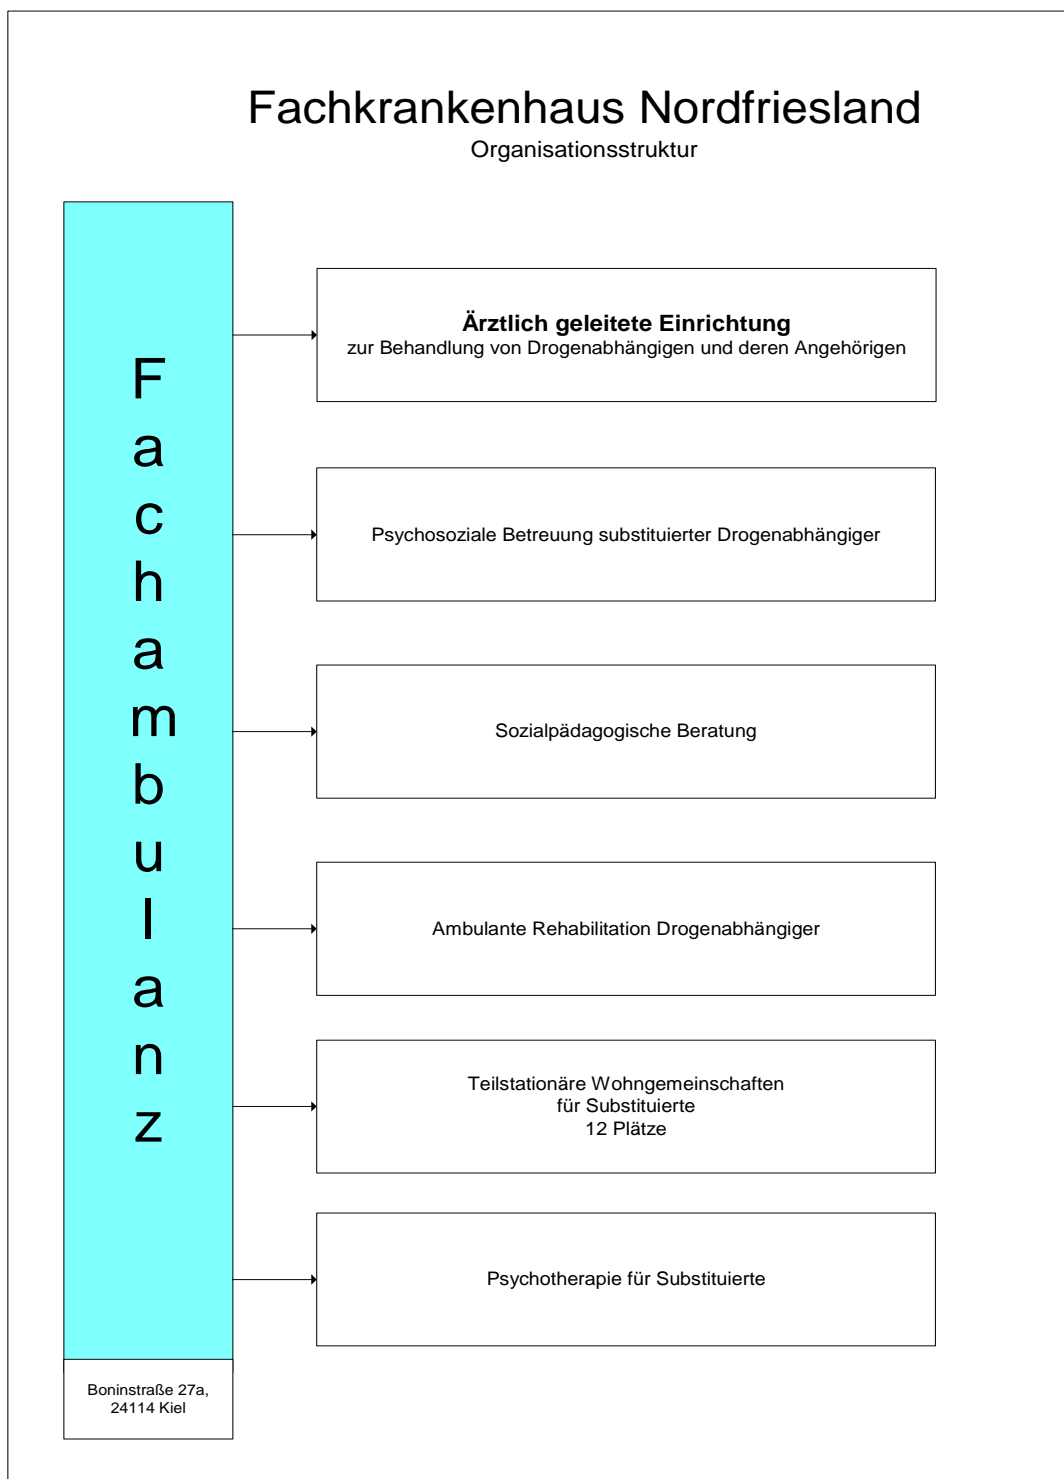 Fachkrankenhaus Nordfriesland
Organisationsstruktur
Fachambulanz
Ärztlich geleitete Einrichtung
zur Behandlung von Drogenabhängigen und deren Angehörigen
Psychosoziale Betreuung substituierter Drogenabhängiger
Sozialpädagogische Beratung
Ambulante Rehabilitation Drogenabhängiger
Teilstationäre Wohngemeinschaften
für Substituierte
12 Plätze
Psychotherapie für Substituierte
Boninstraße 27a,
24114 Kiel